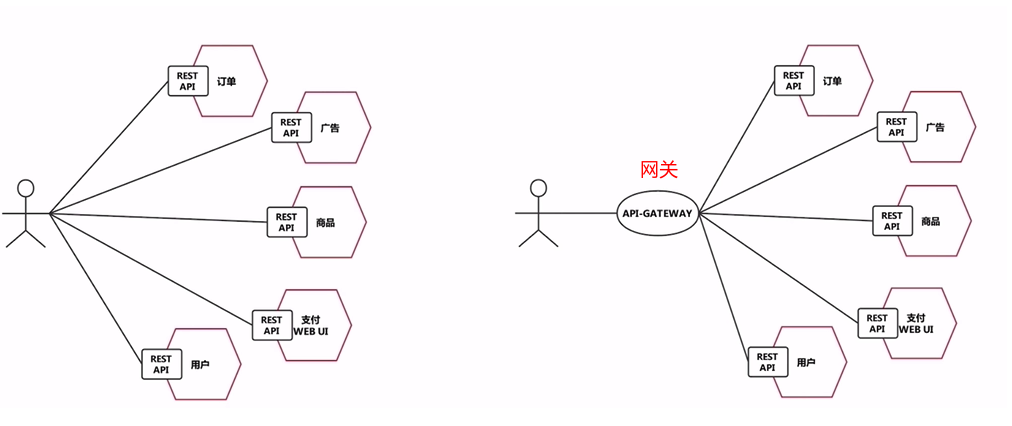 REST
API
订单
REST
API
广告
REST
API
商品
REST
API
支付
WEB UI
REST
API
用户
网关
API-GATEWAY
REST
API
订单
REST
API
广告
REST
API
商品
REST
API
支付
WEB UI
REST
API
用户